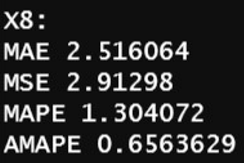 X8:
MAE 2.516064
MSE 2.91298
MAPE 1.304072
AMAPE 0.6563629